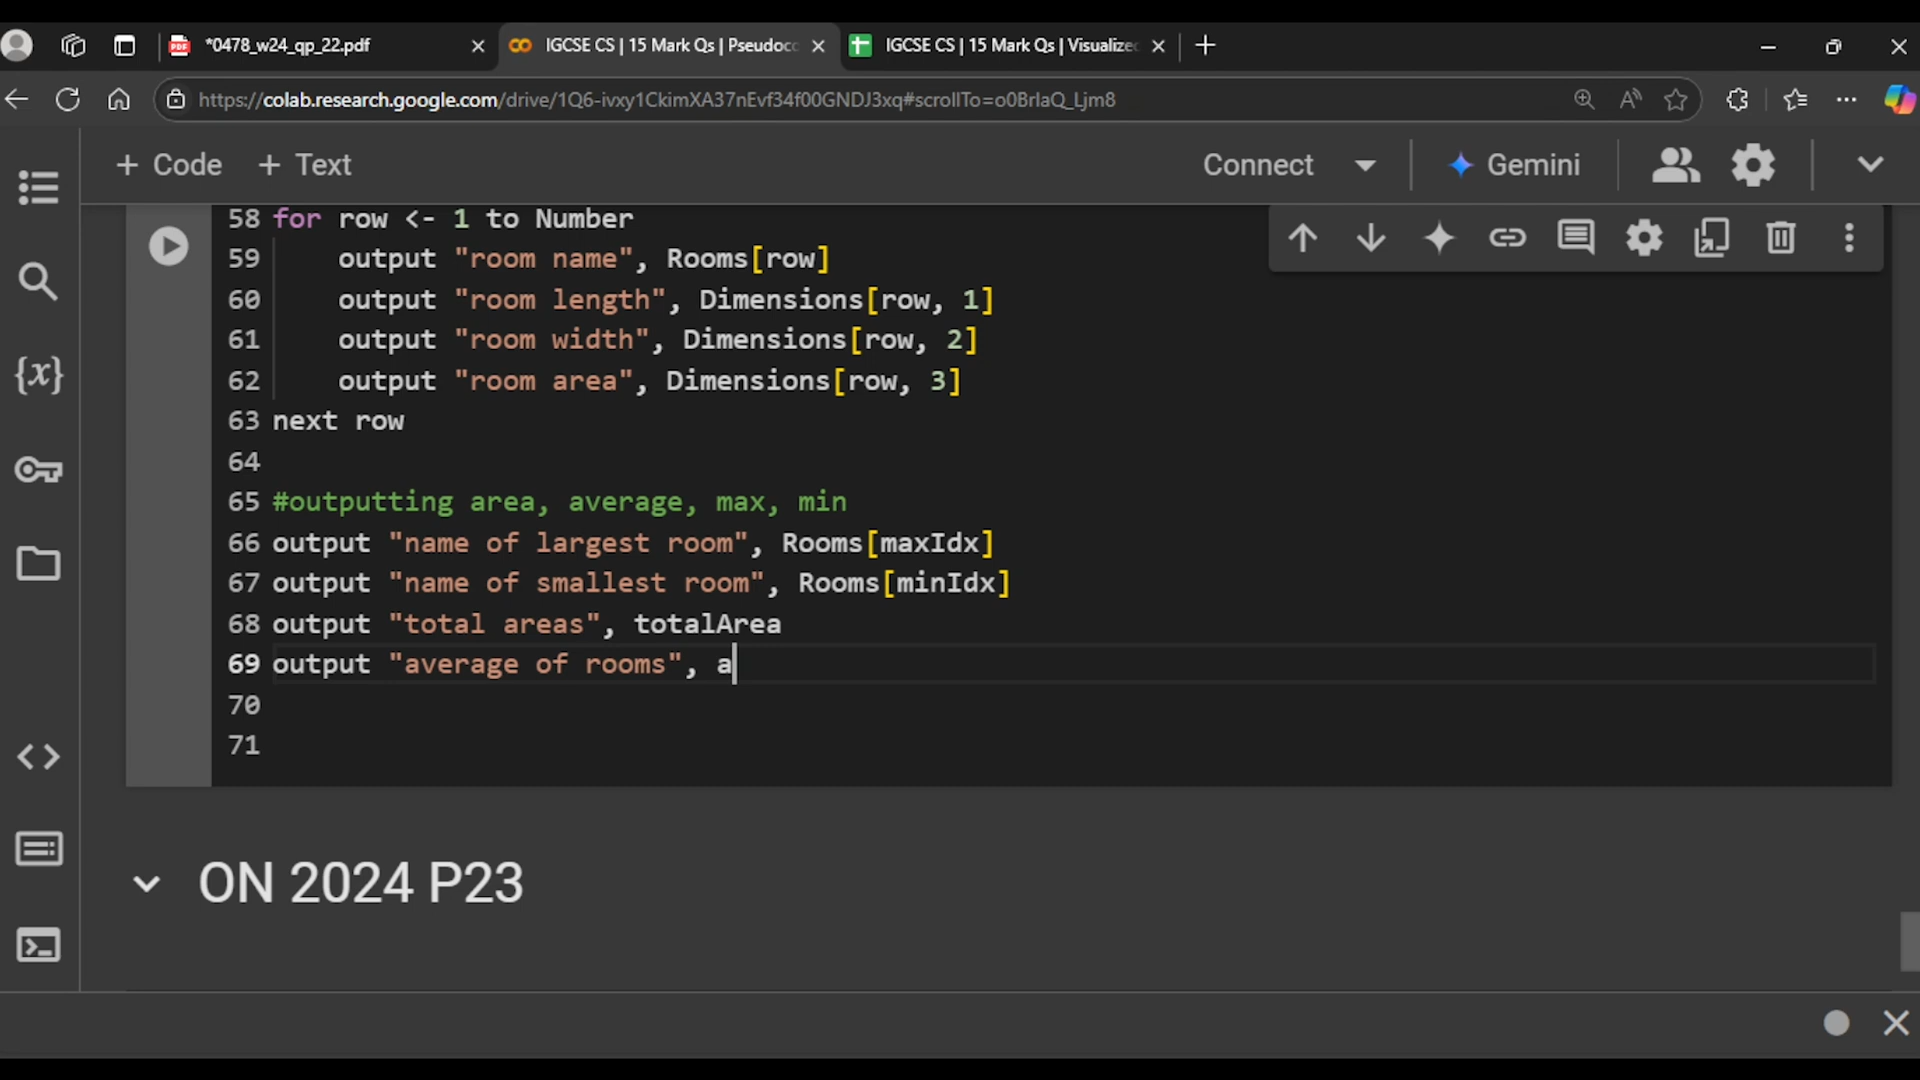 *0478_w24_qp_22.pdf
IGCSE CS | 15 Mark Qs | Pseudoco
IGCSE CS | 15 Mark Qs | Visualize
https://colab.research.google.com/drive/1Q6-ivxy1CkimXA37nEvf34f00GNDJ3xq#scrollTo=o0BrlaQ_Ljm8
+ Code + Text
Connect
Gemini
58 for row <- 1 to Number
59 output "room name", Rooms[row]
60 output "room length", Dimensions[row, 1]
61 output "room width", Dimensions[row, 2]
62 output "room area", Dimensions[row, 3]
63 next row
64
65 #outputting area, average, max, min
66 output "name of largest room", Rooms[maxIdx]
67 output "name of smallest room", Rooms[minIdx]
68 output "total areas", totalArea
69 output "average of rooms", a
70
71
ON 2024 P23